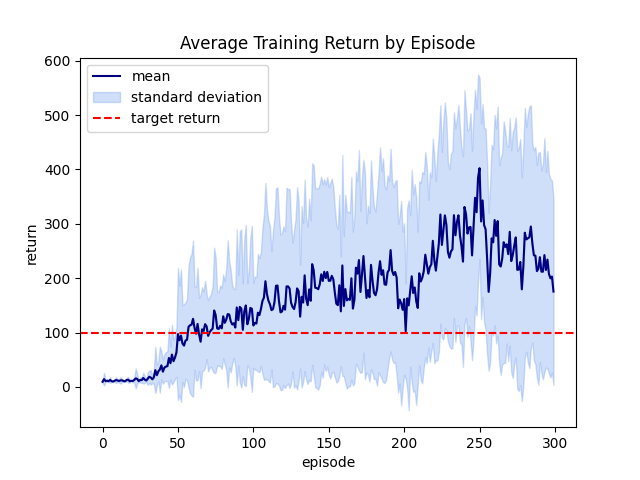 Average Training Return by Episode
mean
standard deviation
target return
return
600
500
400
300
200
100
0
0 50 100 150 200 250 300
episode